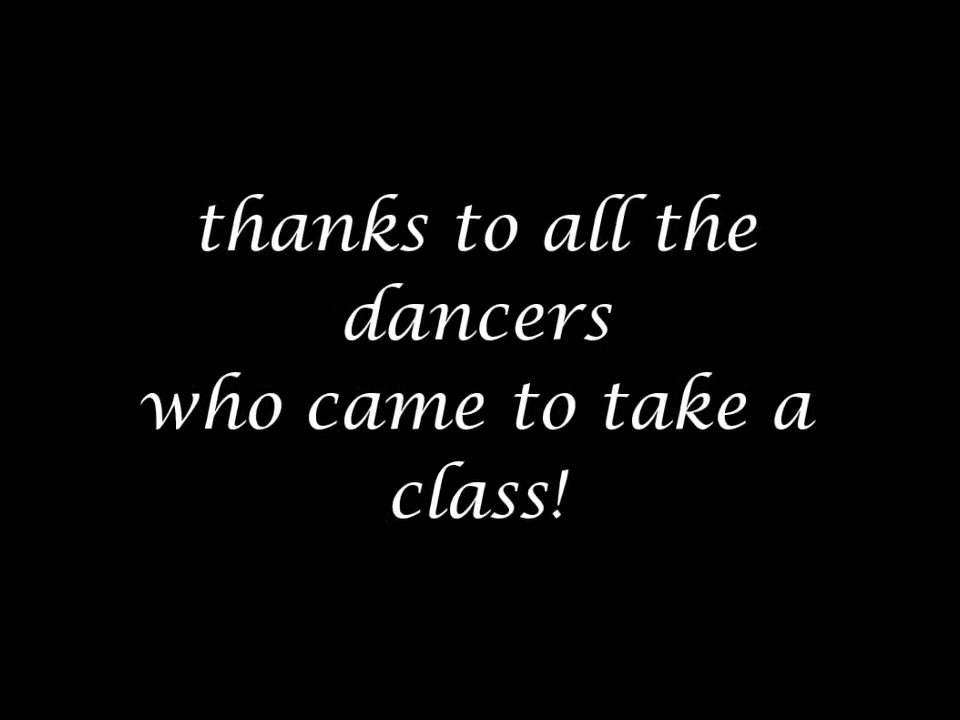 thanks to all the
dancers
who came to take a
class!